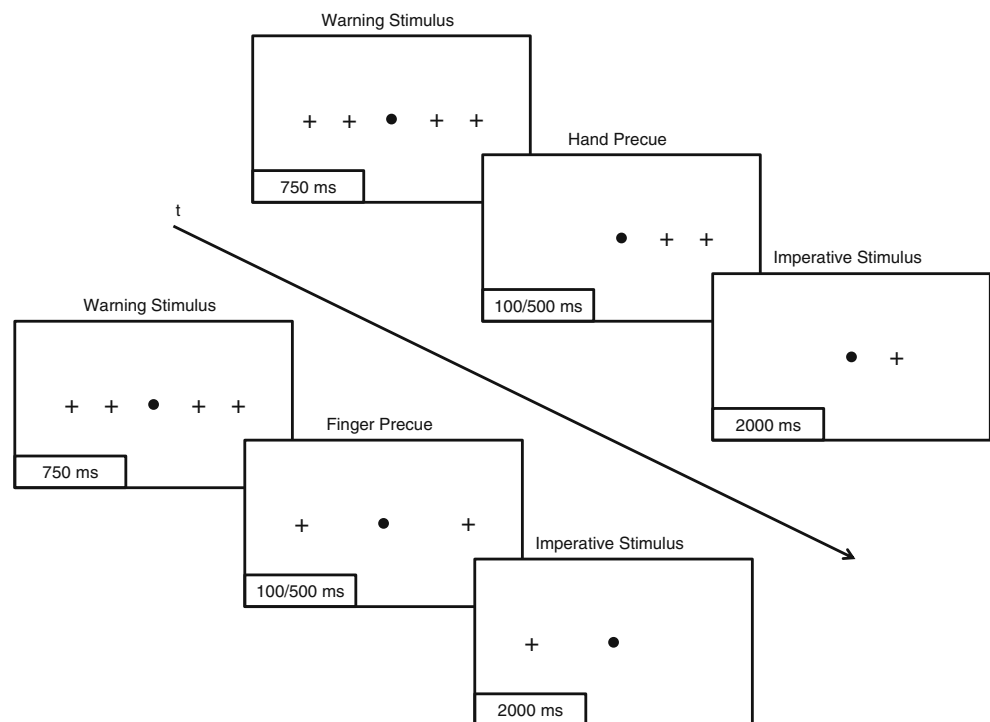 Warning Stimulus
750 ms
Hand Precue
100/500 ms
Imperative Stimulus
2000 ms
t
Warning Stimulus
750 ms
Finger Precue
100/500 ms
Imperative Stimulus
2000 ms